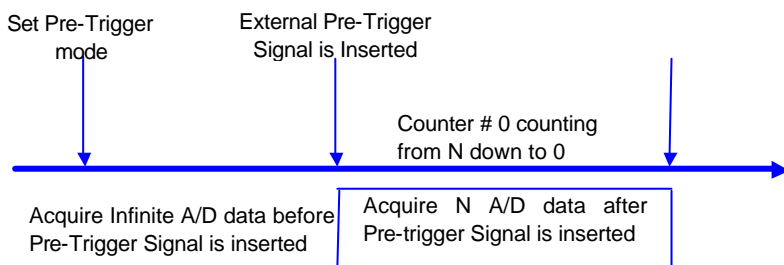 Set Pre-Trigger
mode
External Pre-Trigger
Signal is Inserted
Counter # 0 counting
from N down to 0
Acquire Infinite A/D data before
Pre-Trigger Signal is inserted
Acquire N A/D data after
Pre-trigger Signal is inserted